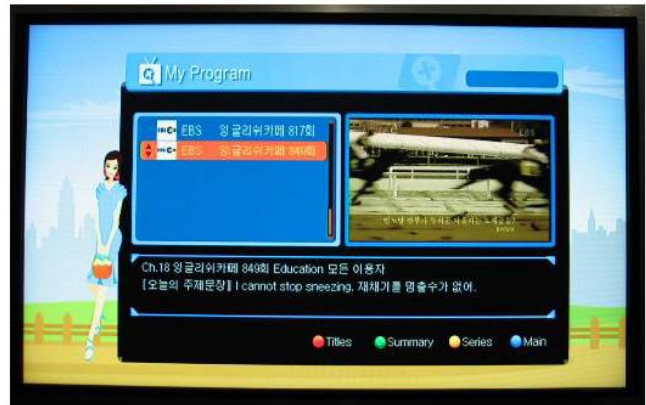 My Program
EBS 잉글리쉬카페 817회
EBS 잉글리쉬카페 849회
EBS
Ch.18 잉글리쉬카페 849회 Education 모든 이용자
[오늘의 주제문장] I cannot stop sneezing. 재채기를 멈출수가 없어.
Titles Summary Series Main